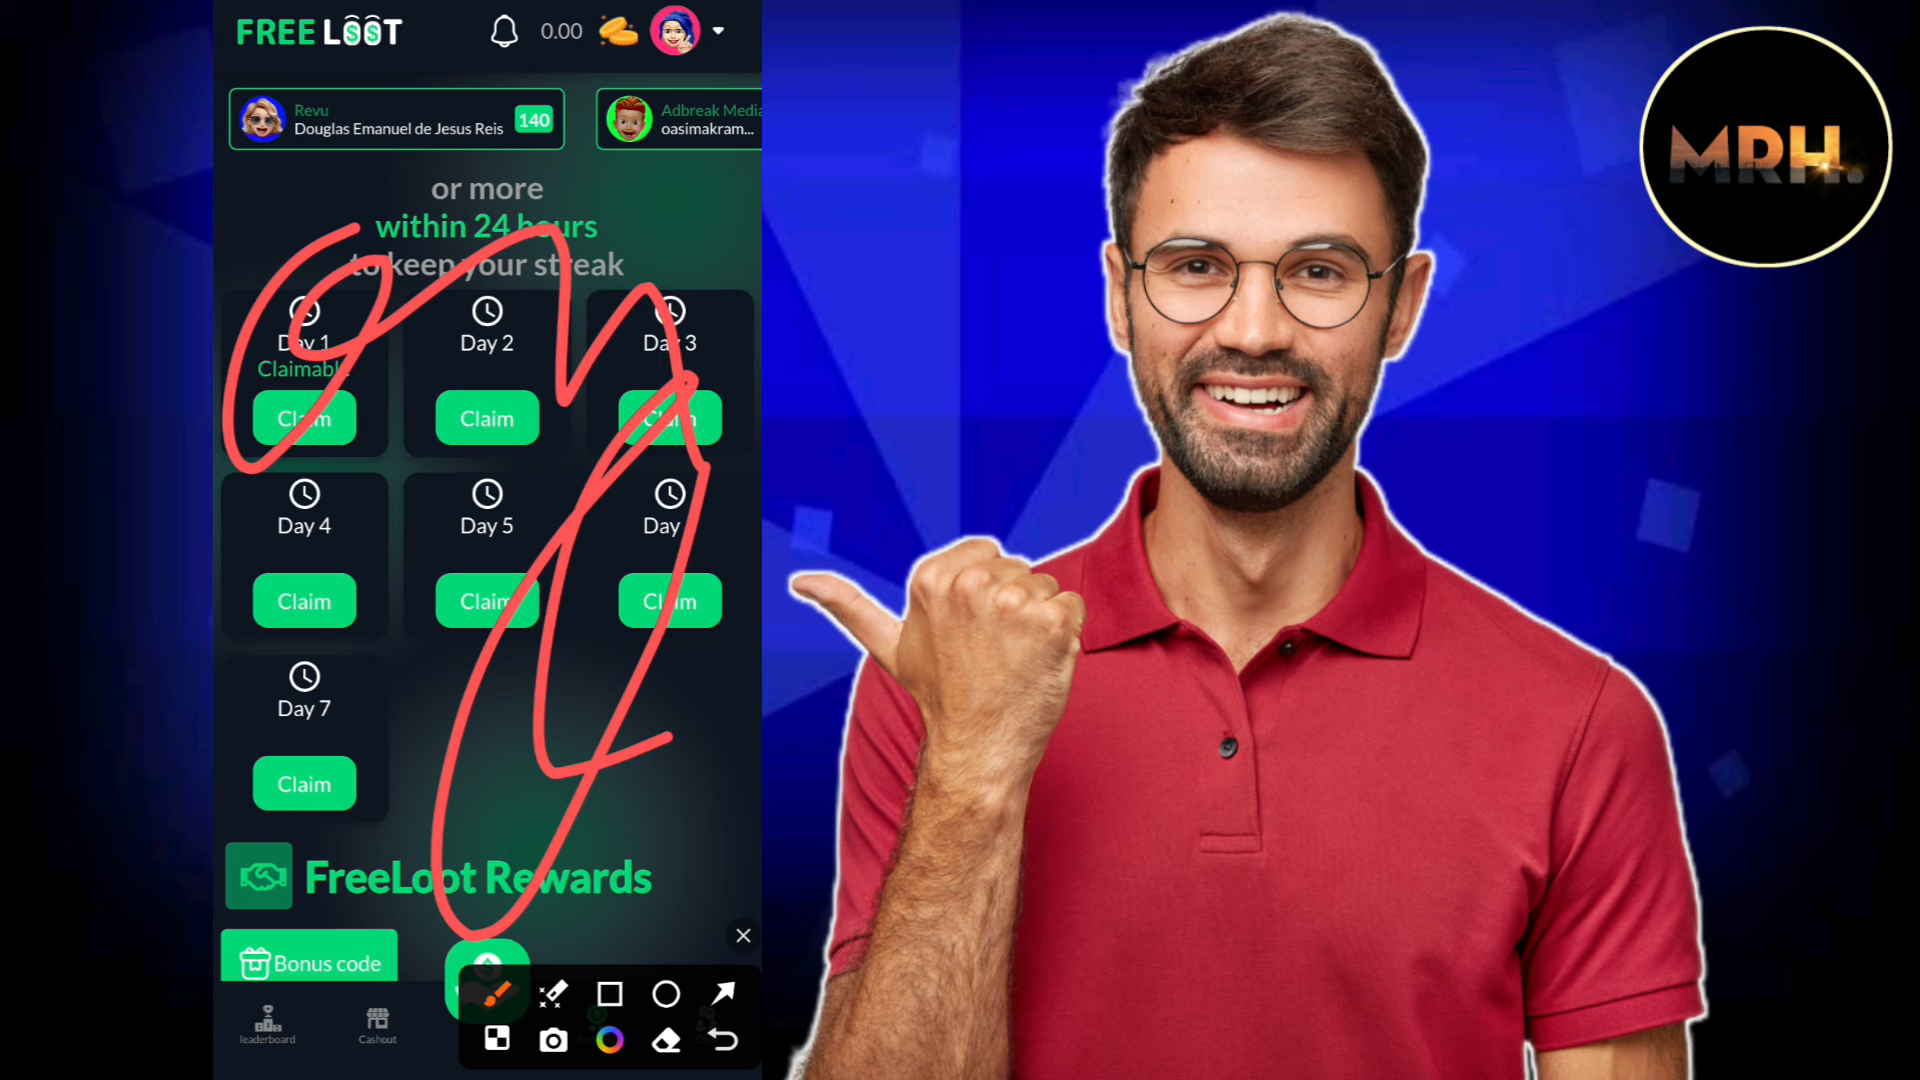 FREE LOOT
0.00
Revu
Douglas Emanuel de Jesus Reis
140
Adbreak Media
oasimakram...
or more
within 24 hours
to keep your streak
Day 1
Claimable
Claim
Day 2
Claim
Day 3
Claim
Day 4
Claim
Day 5
Claim
Day
Claim
Day 7
Claim
FreeLoot Rewards
Bonus code
leaderboard
Cashout
MRH.